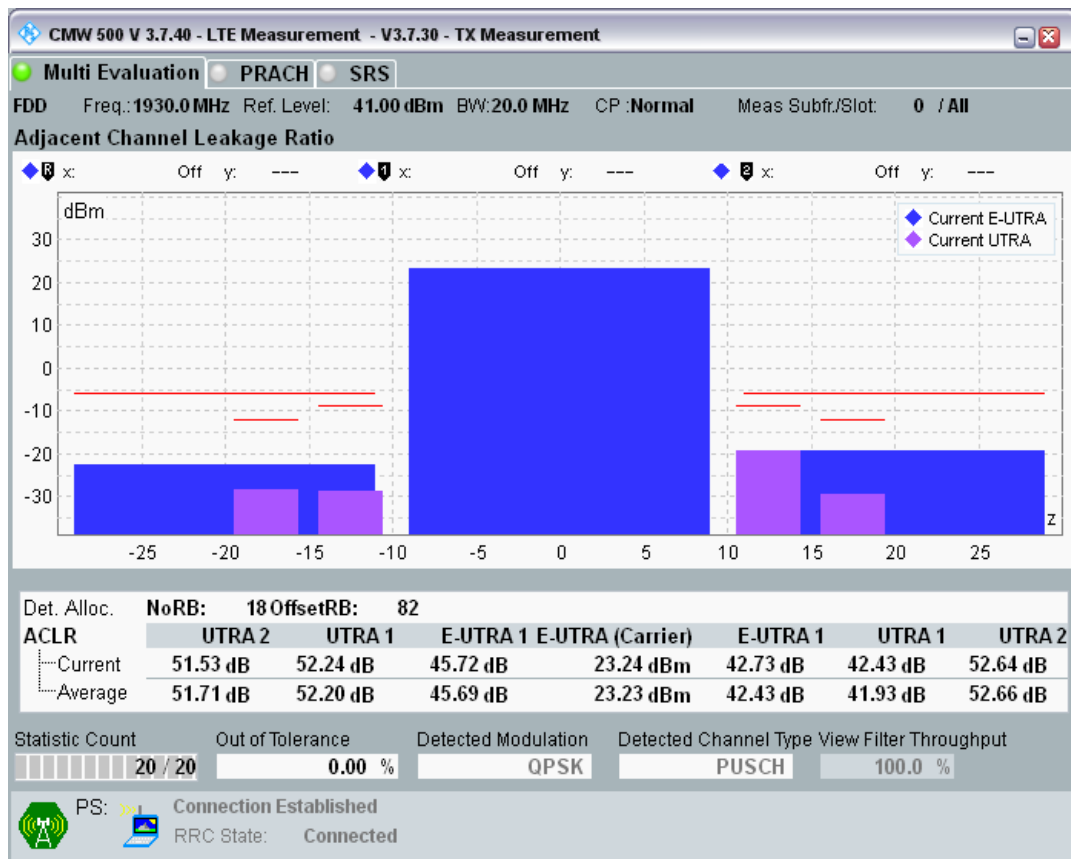 CMW 500 V 3.7.40 - LTE Measurement - V3.7.30 - TX Measurement
Multi Evaluation PRACH SRS
FDD Freq.:1930.0 MHz Ref. Level: 41.00 dBm BW:20.0 MHz CP :Normal Meas Subfr./Slot: 0 / All
Adjacent Channel Leakage Ratio
R x: Off y: --- 1 x: Off y: --- 2 x: Off y: ---
dBm
Current E-UTRA
Current UTRA
30
20
10
0
-10
-20
-30
z
-25 -20 -15 -10 -5 0 5 10 15 20 25
Det. Alloc. NoRB: 18 OffsetRB: 82
ACLR UTRA 2 UTRA 1 E-UTRA 1 E-UTRA (Carrier) E-UTRA 1 UTRA 1 UTRA 2
Current 51.53 dB 52.24 dB 45.72 dB 23.24 dBm 42.73 dB 42.43 dB 52.64 dB
Average 51.71 dB 52.20 dB 45.69 dB 23.23 dBm 42.43 dB 41.93 dB 52.66 dB
Statistic Count Out of Tolerance Detected Modulation Detected Channel Type View Filter Throughput
20 / 20 0.00 % QPSK PUSCH 100.0 %
PS: Connection Established
RRC State: Connected